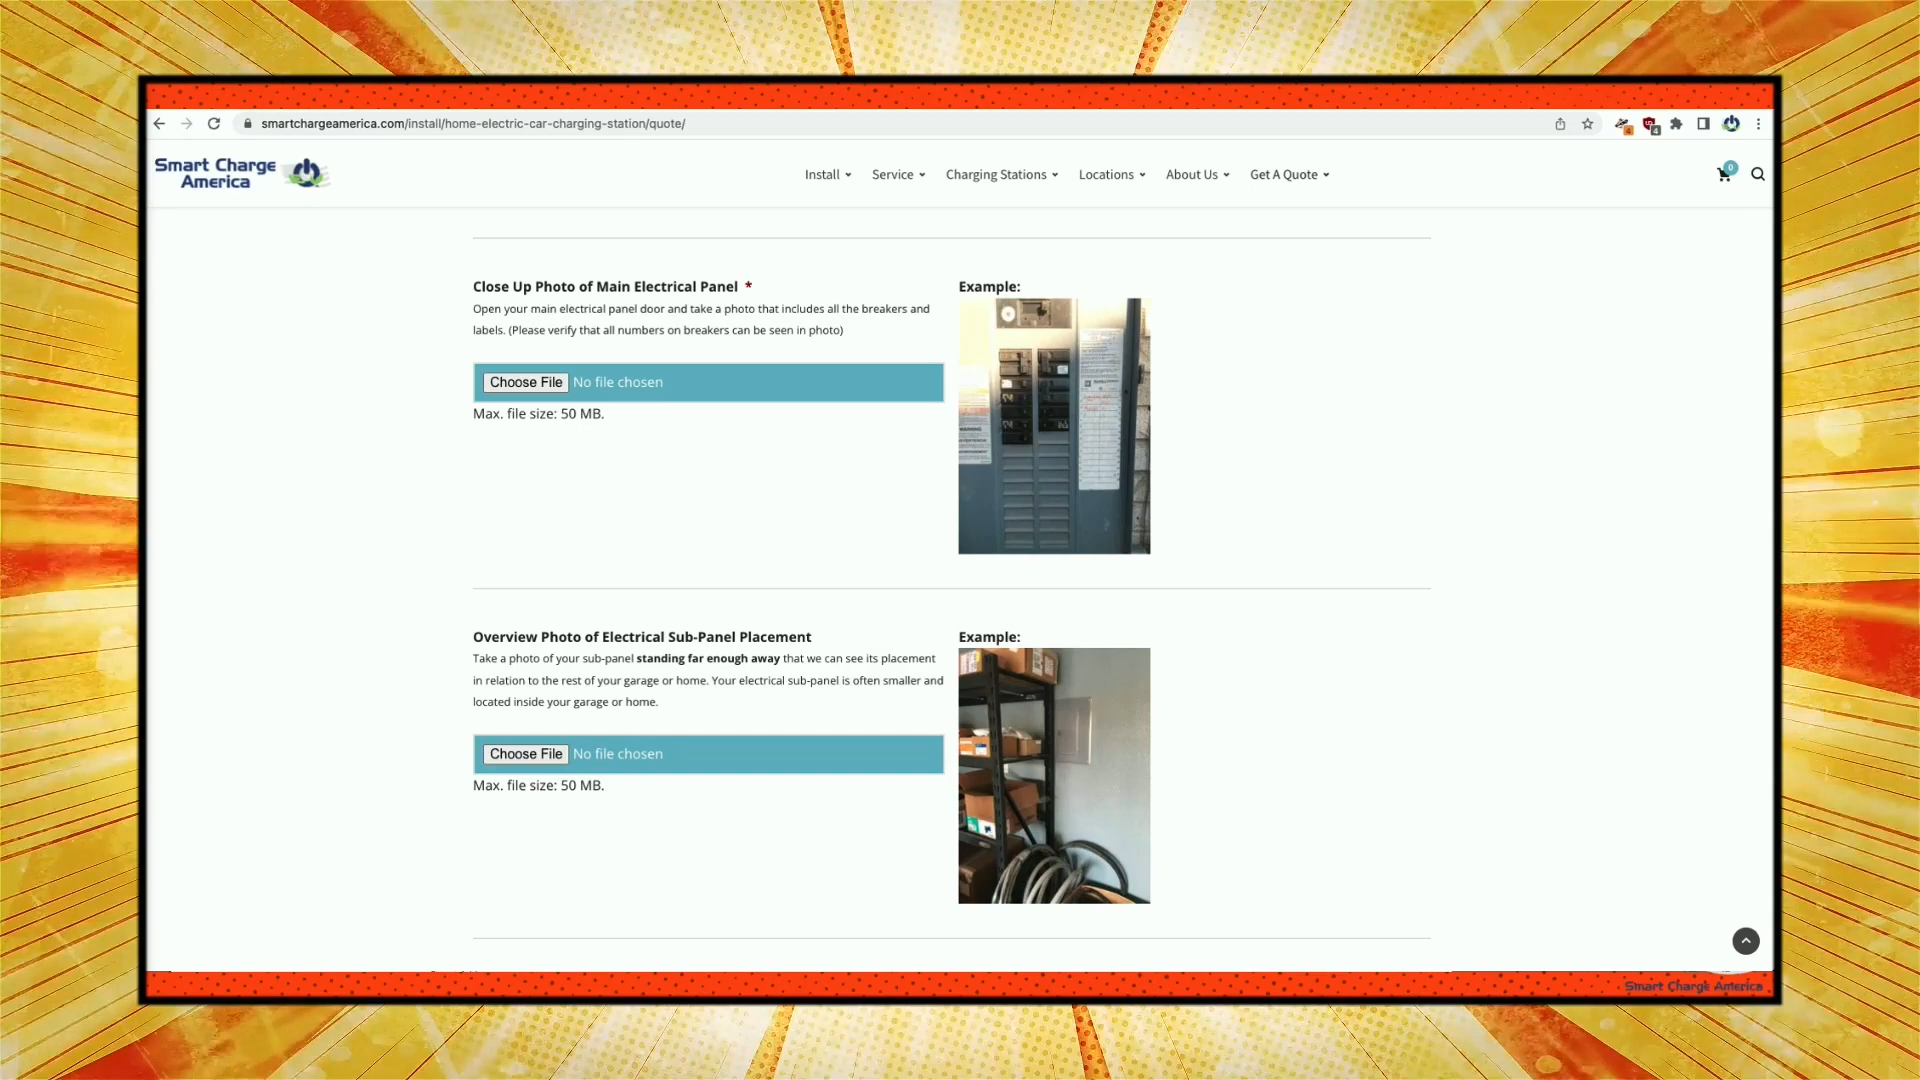 smartchargeamerica.com/install/home-electric-car-charging-station/quote/
4
4
Smart Charge
America
Install
Service
Charging Stations
Locations
About Us
Get A Quote
0
Close Up Photo of Main Electrical Panel *
Open your main electrical panel door and take a photo that includes all the breakers and
labels. (Please verify that all numbers on breakers can be seen in photo)
Choose File No file chosen
Max. file size: 50 MB.
Example:
Overview Photo of Electrical Sub-Panel Placement
Take a photo of your sub-panel standing far enough away that we can see its placement
in relation to the rest of your garage or home. Your electrical sub-panel is often smaller and
located inside your garage or home.
Choose File No file chosen
Max. file size: 50 MB.
Example:
Smart Charge America